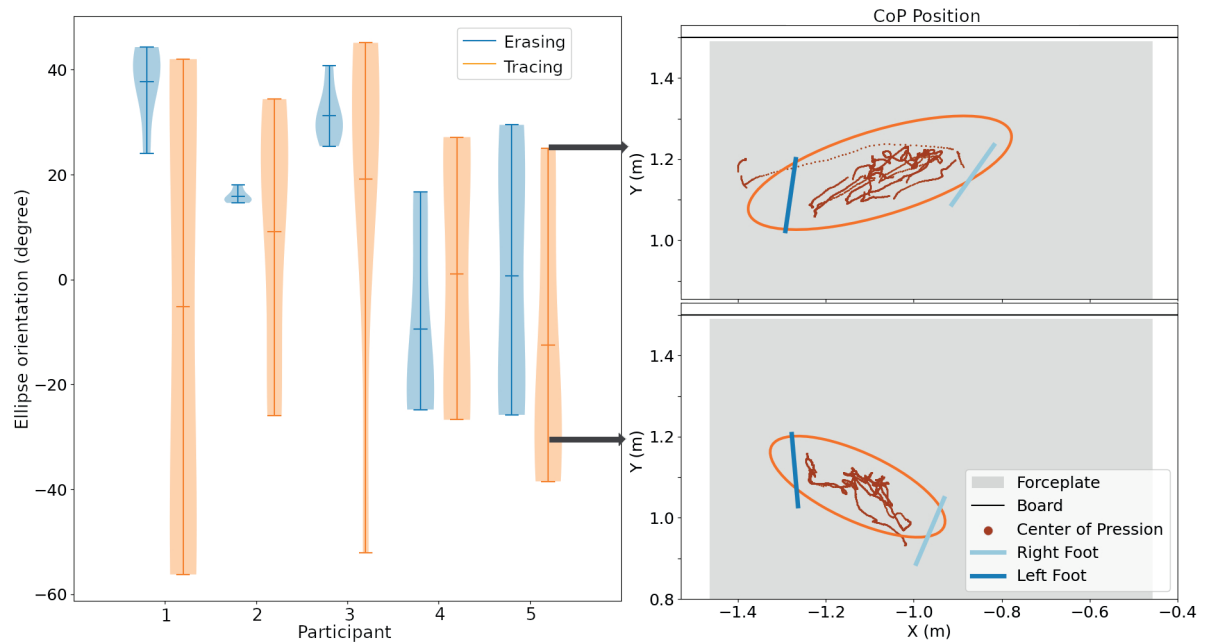 Ellipse orientation (degree)
40
20
0
−20
−40
−60
Erasing
Tracing
1 2 3 4 5
Participant
CoP Position
Y (m)
1.4
1.2
1.0
Y (m)
1.4
1.2
1.0
0.8
Forceplate
Board
Center of Pression
Right Foot
Left Foot
−1.4 −1.2 −1.0 −0.8 −0.6 −0.4
X (m)